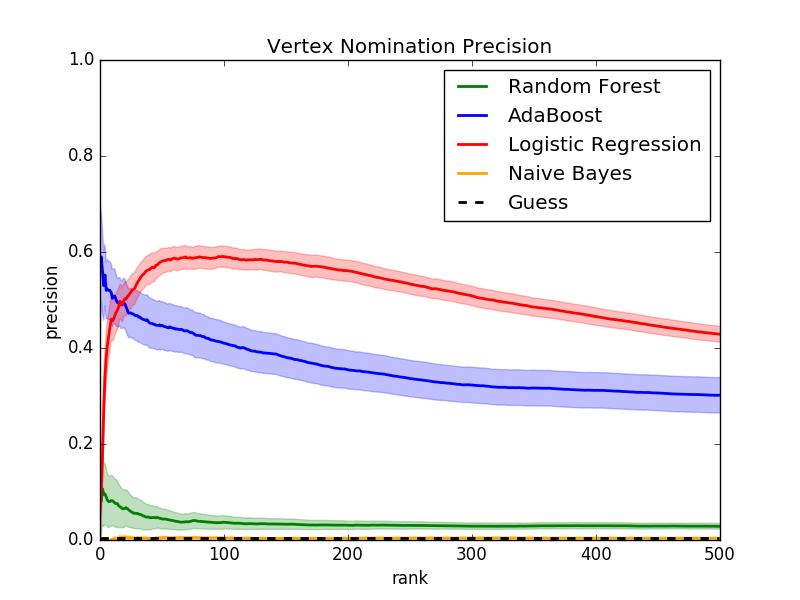 Vertex Nomination Precision
1.0
0.8
0.6
0.4
0.2
0.0
precision
Random Forest
AdaBoost
Logistic Regression
Naive Bayes
Guess
0 100 200 300 400 500
rank